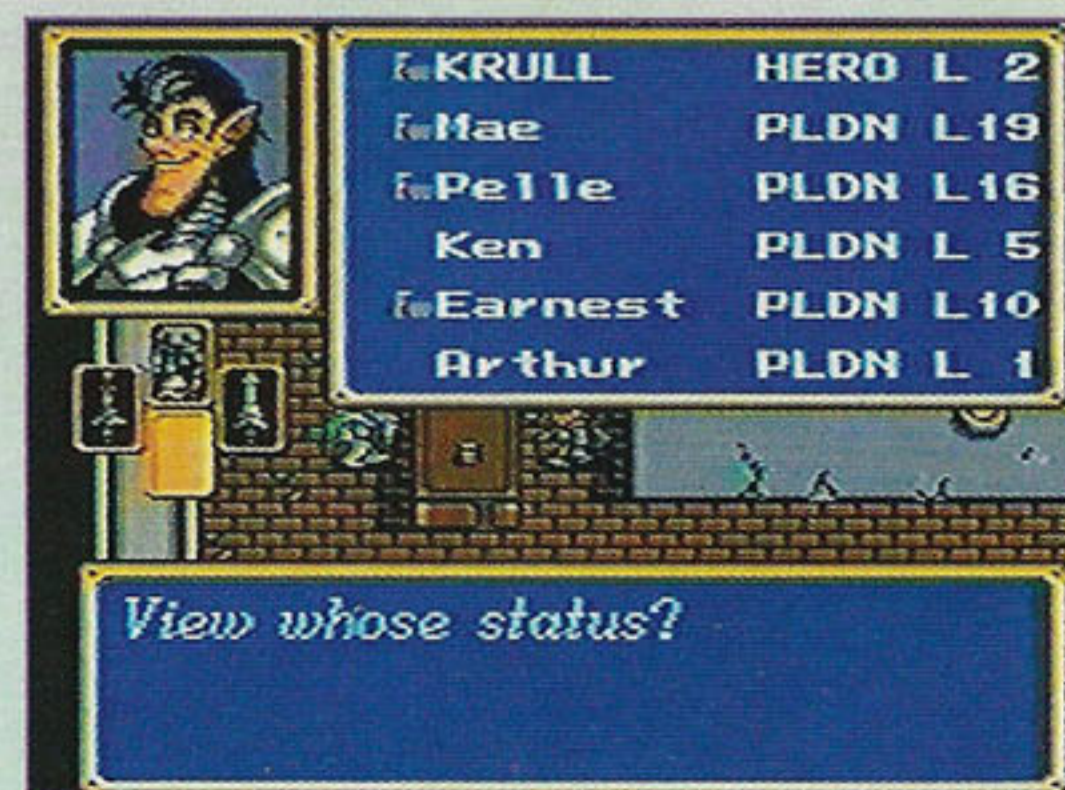 KRULL HERO L 2
Mae PLDN L19
Pelle PLDN L16
Ken PLDN L 5
Earnest PLDN L10
Arthur PLDN L 1
View whose status?